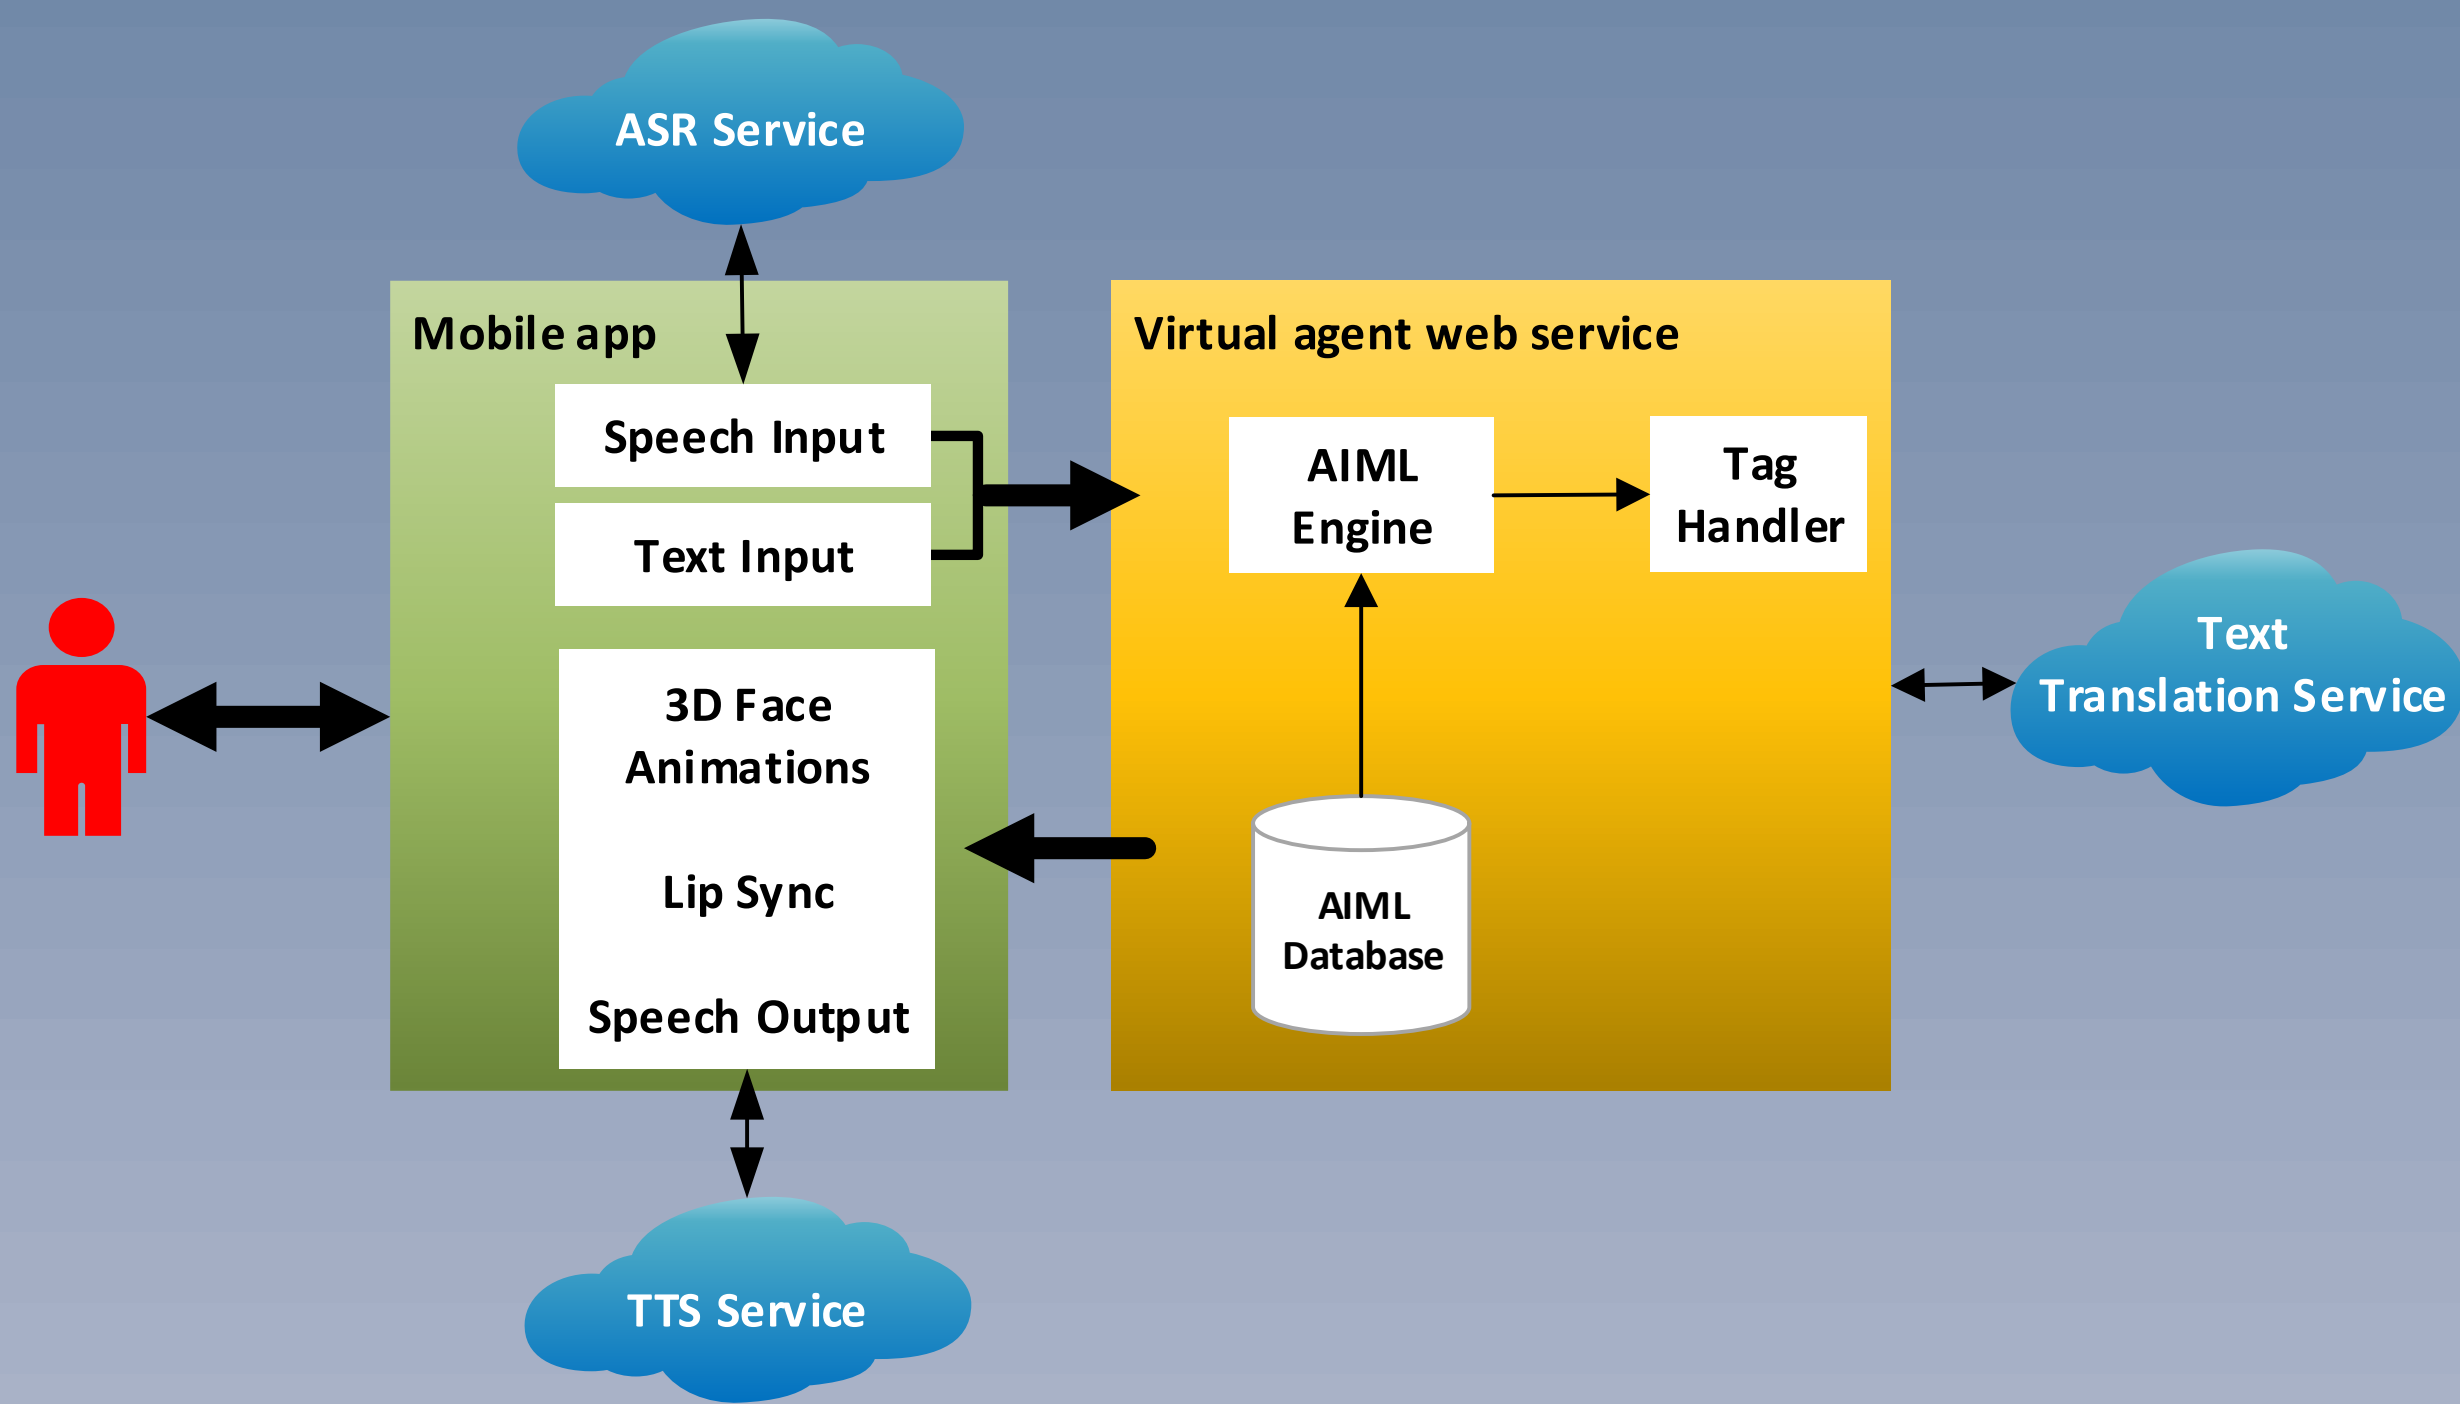 ASR Service
Mobile app
Speech Input
Text Input
3D Face
Animations
Lip Sync
Speech Output
TTS Service
Virtual agent web service
AIML
Engine
Tag
Handler
AIML
Database
Text
Translation Service